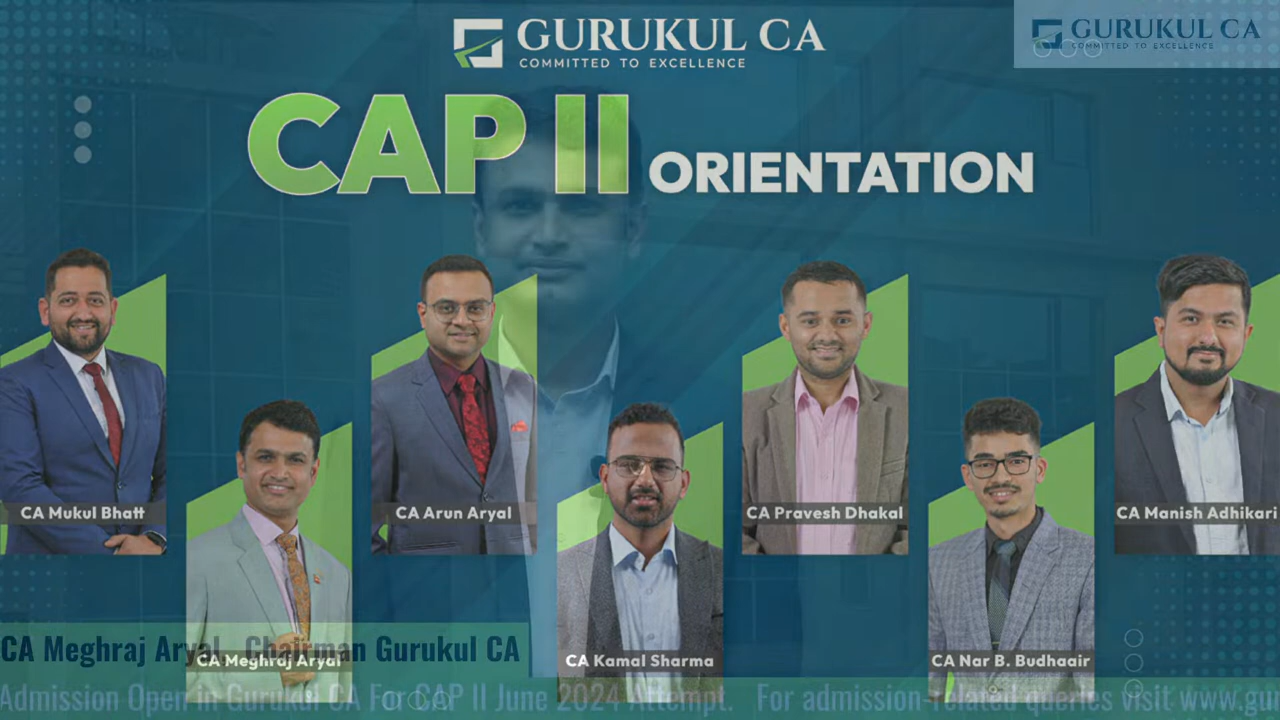 GURUKUL CA
COMMITTED TO EXCELLENCE
GURUKUL CA
COMMITTED TO EXCELLENCE
CAP II ORIENTATION
CA Mukul Bhatt
CA Arun Aryal
CA Pravesh Dhakal
CA Manish Adhikari
CA Meghraj Aryal
CA Kamal Sharma
CA Nar B. Budhaair
CA Meghraj Aryal - Chairman Gurukul CA
Admission Open in Gurukul CA For CAP II June 2024 Attempt. For admission-related queries visit www.gu